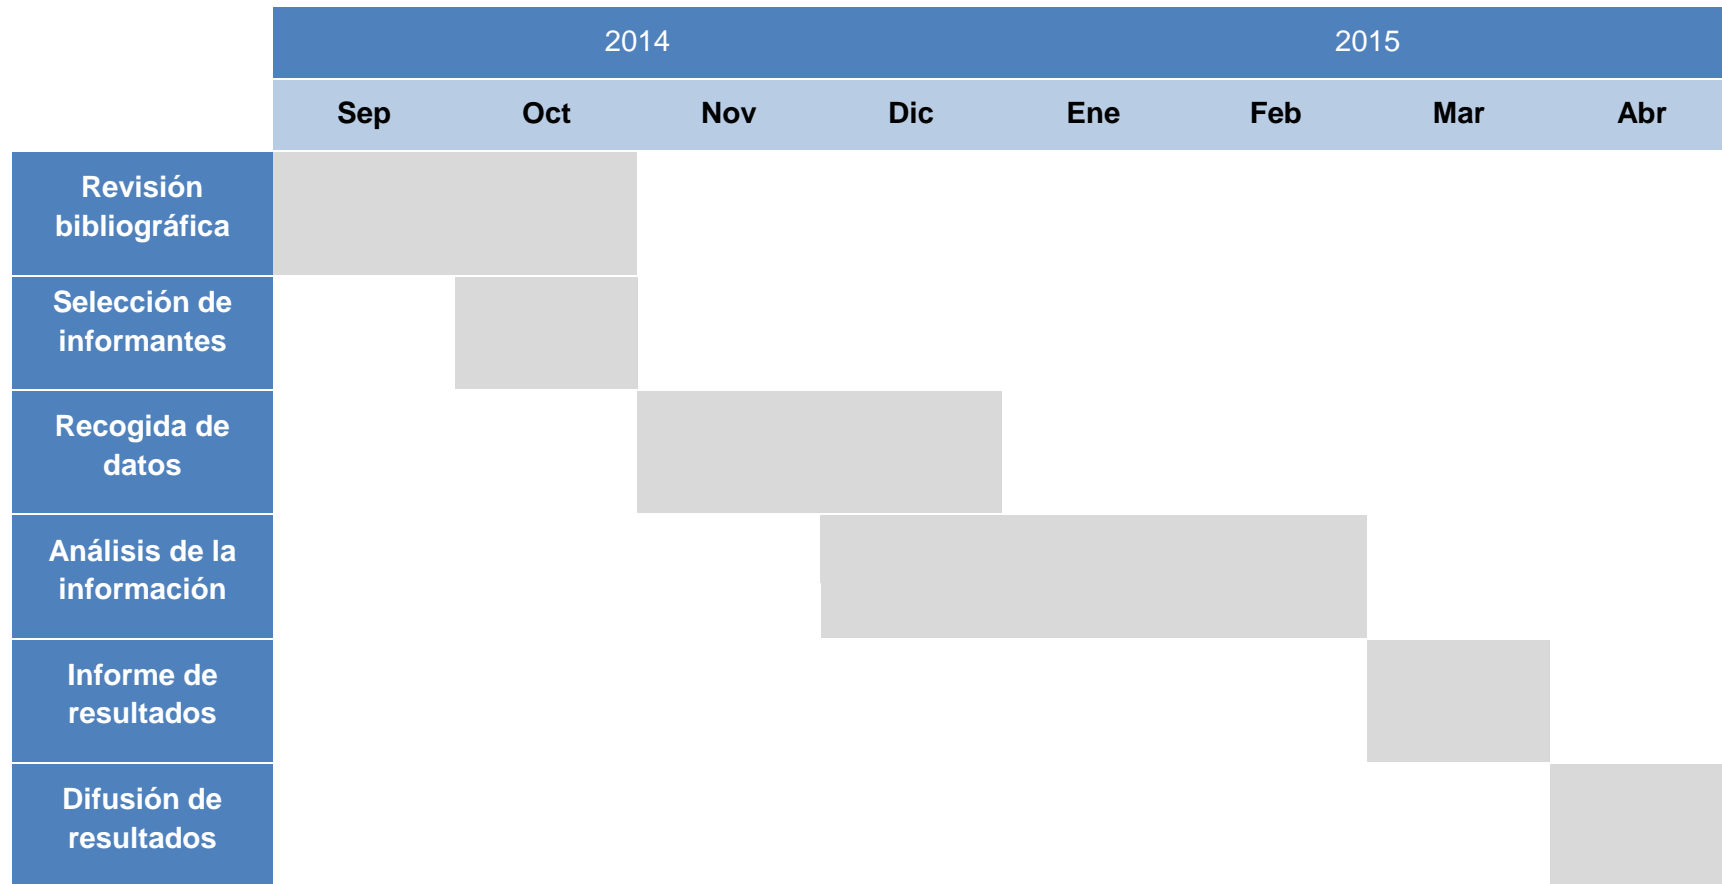 2014 2015
Sep Oct Nov Dic Ene Feb Mar Abr
Revisión
bibliográfica
Selección de
informantes
Recogida de
datos
Análisis de la
información
Informe de
resultados
Difusión de
resultados